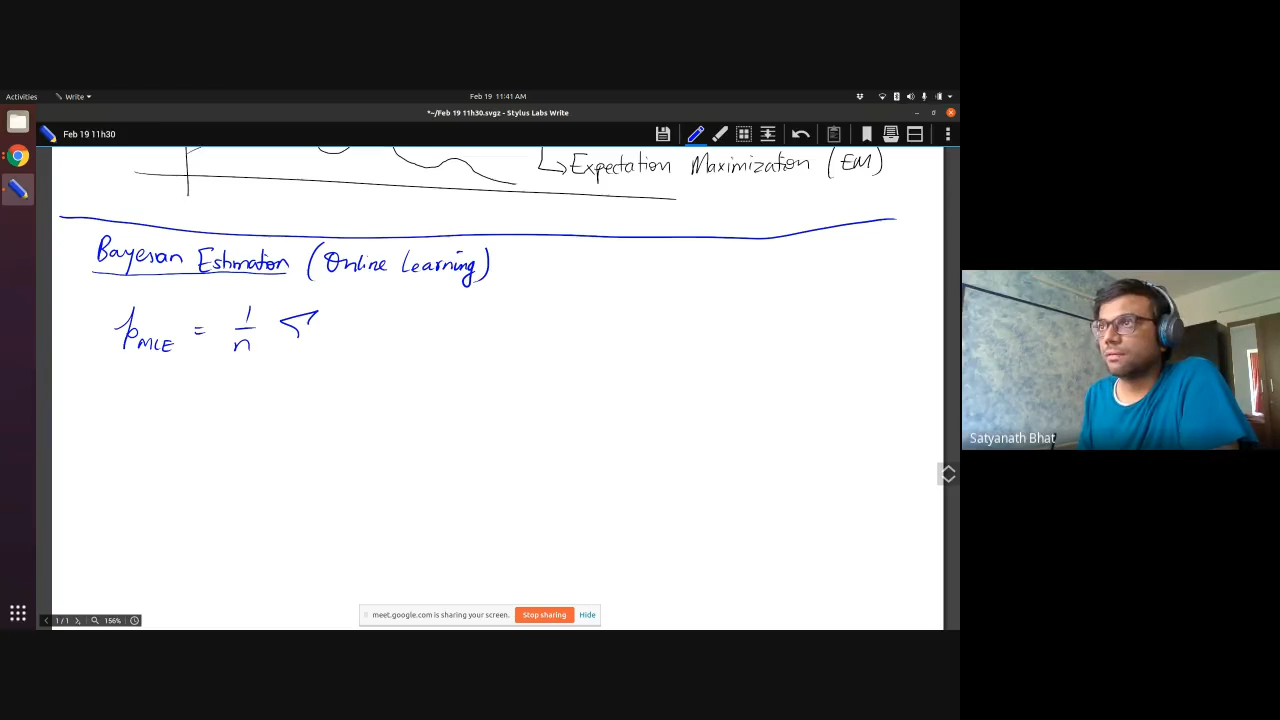 Activities
Write
Feb 19 11:41 AM
*~/Feb 19 11h30.svgz - Stylus Labs Write
Feb 19 11h30
Expectation Maximization (EM)
Bayesian Estimation (Online Learning)
p_MLE = 1/n Σ
Satyanath Bhat
meet.google.com is sharing your screen. Stop sharing Hide
1/1 156%